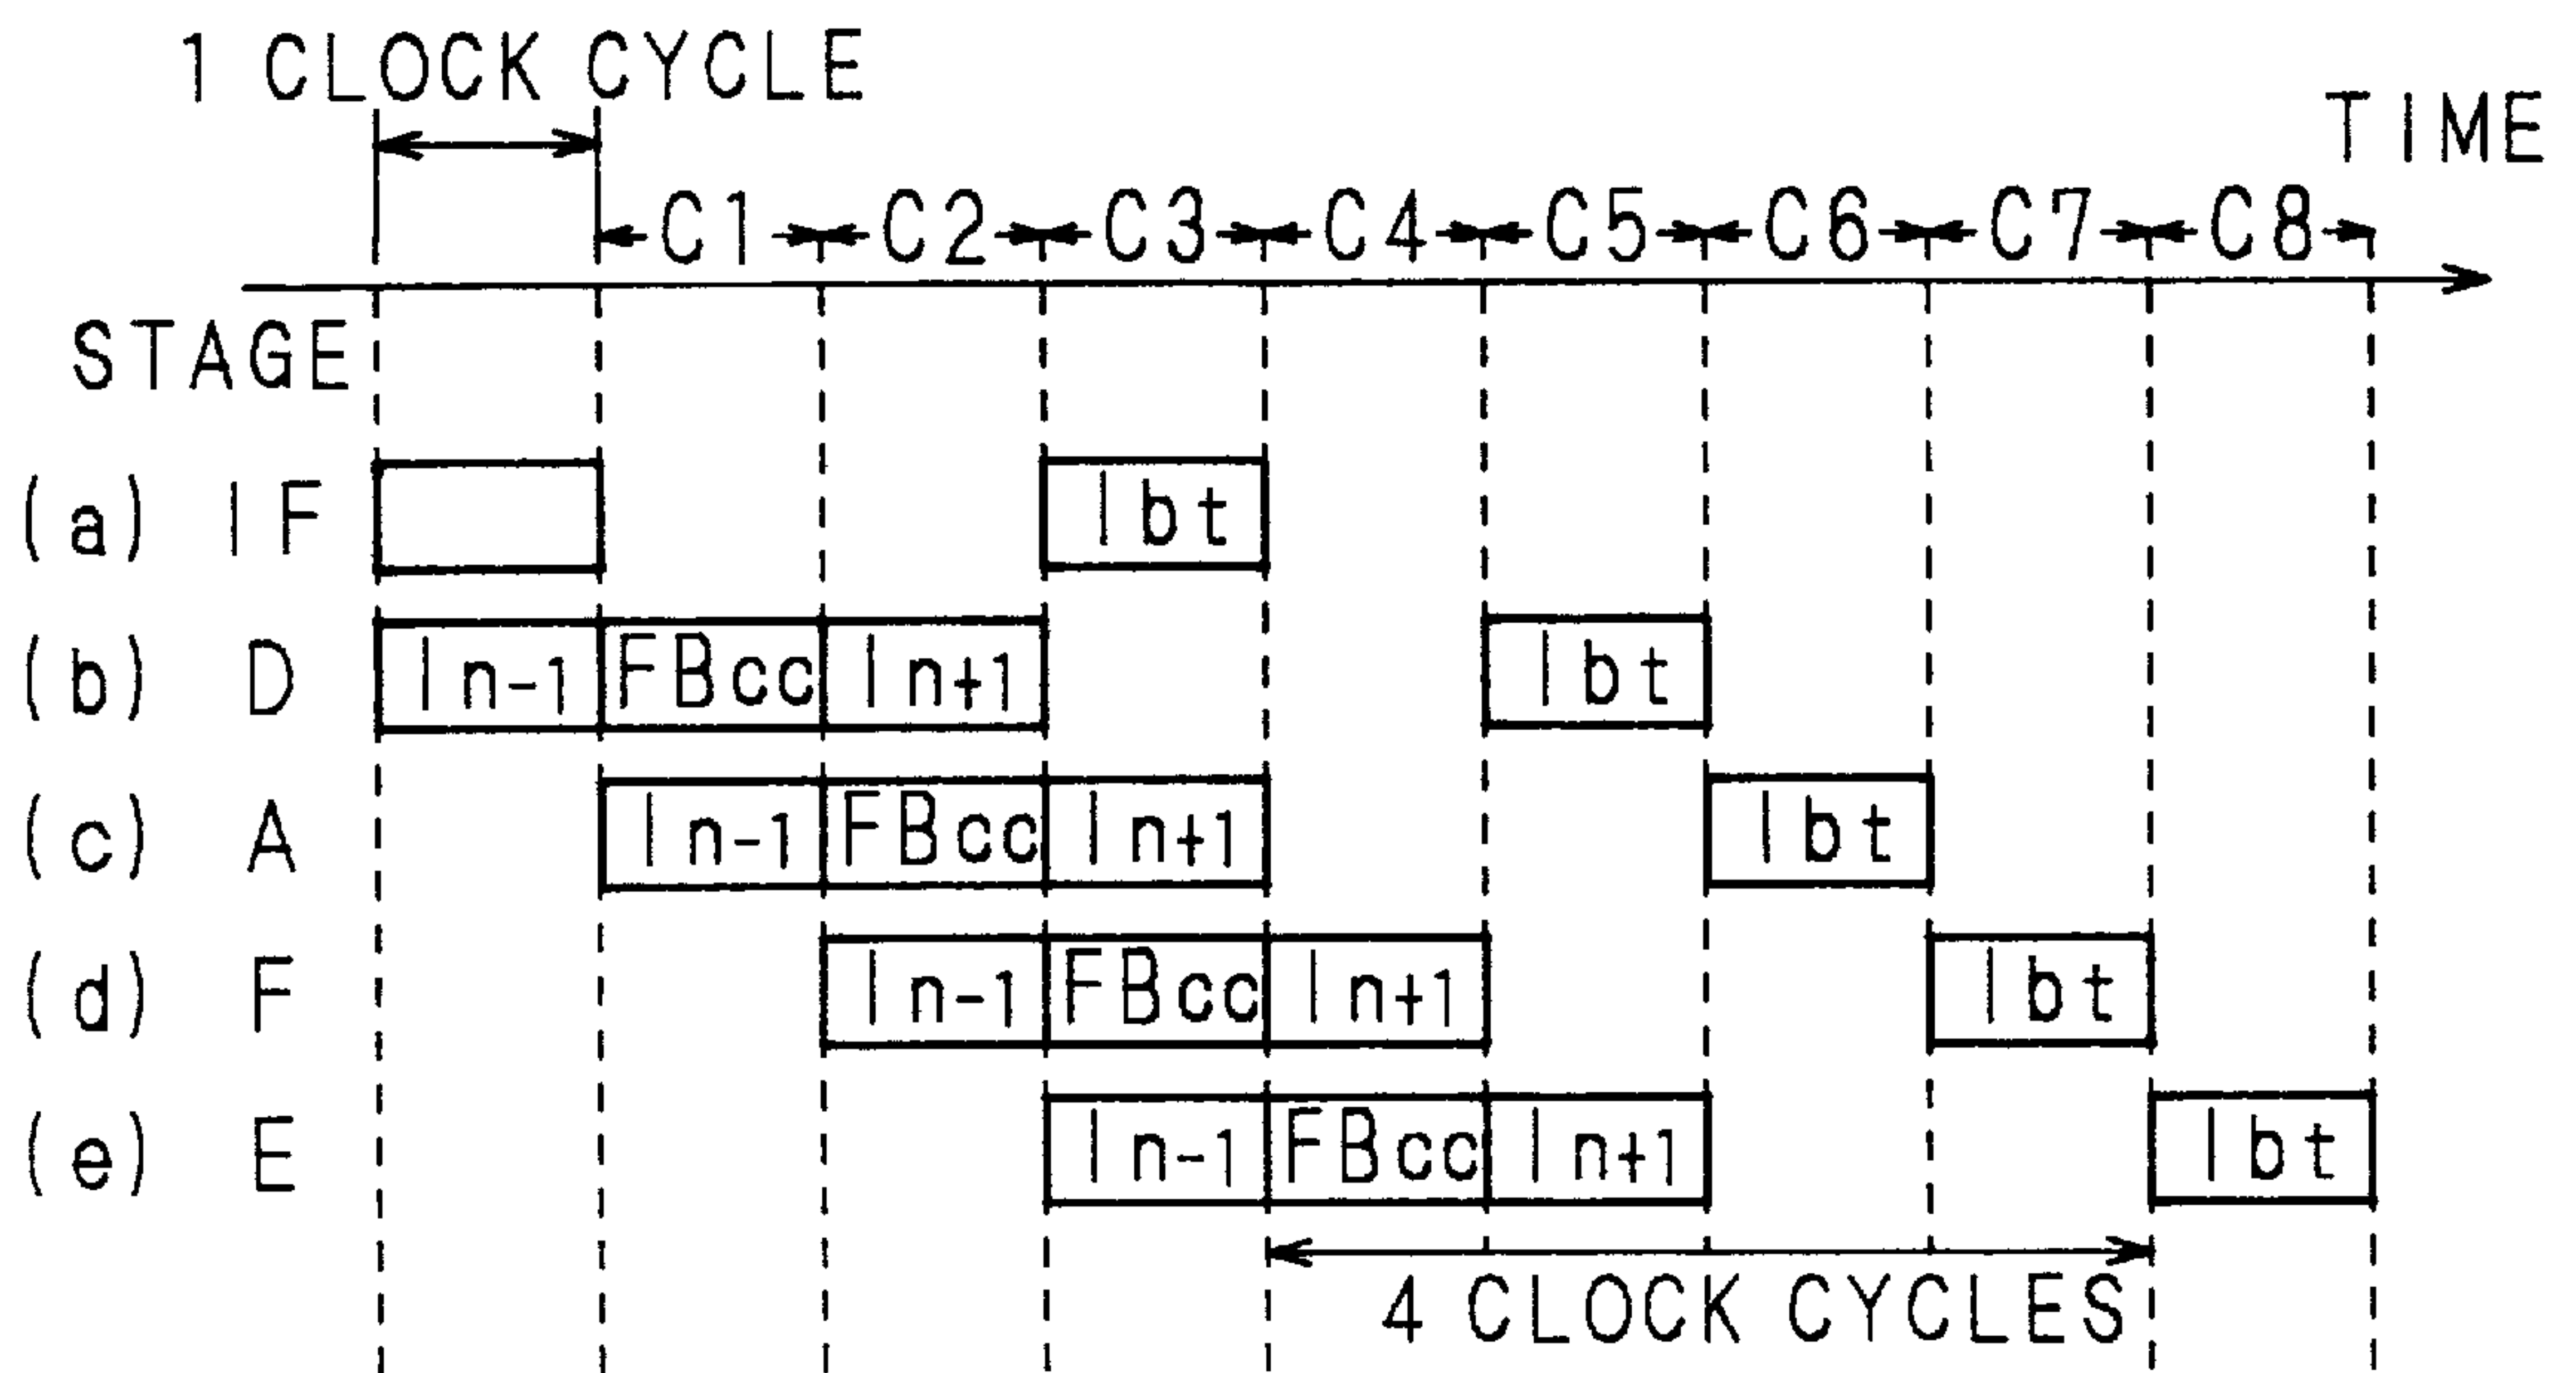 1 CLOCK CYCLE
TIME
C1 C2 C3 C4 C5 C6 C7 C8
STAGE
(a) IF Ibt
(b) D In-1 FBcc In+1 Ibt
(c) A In-1 FBcc In+1 Ibt
(d) F In-1 FBcc In+1 Ibt
(e) E In-1 FBcc In+1 Ibt
4 CLOCK CYCLES